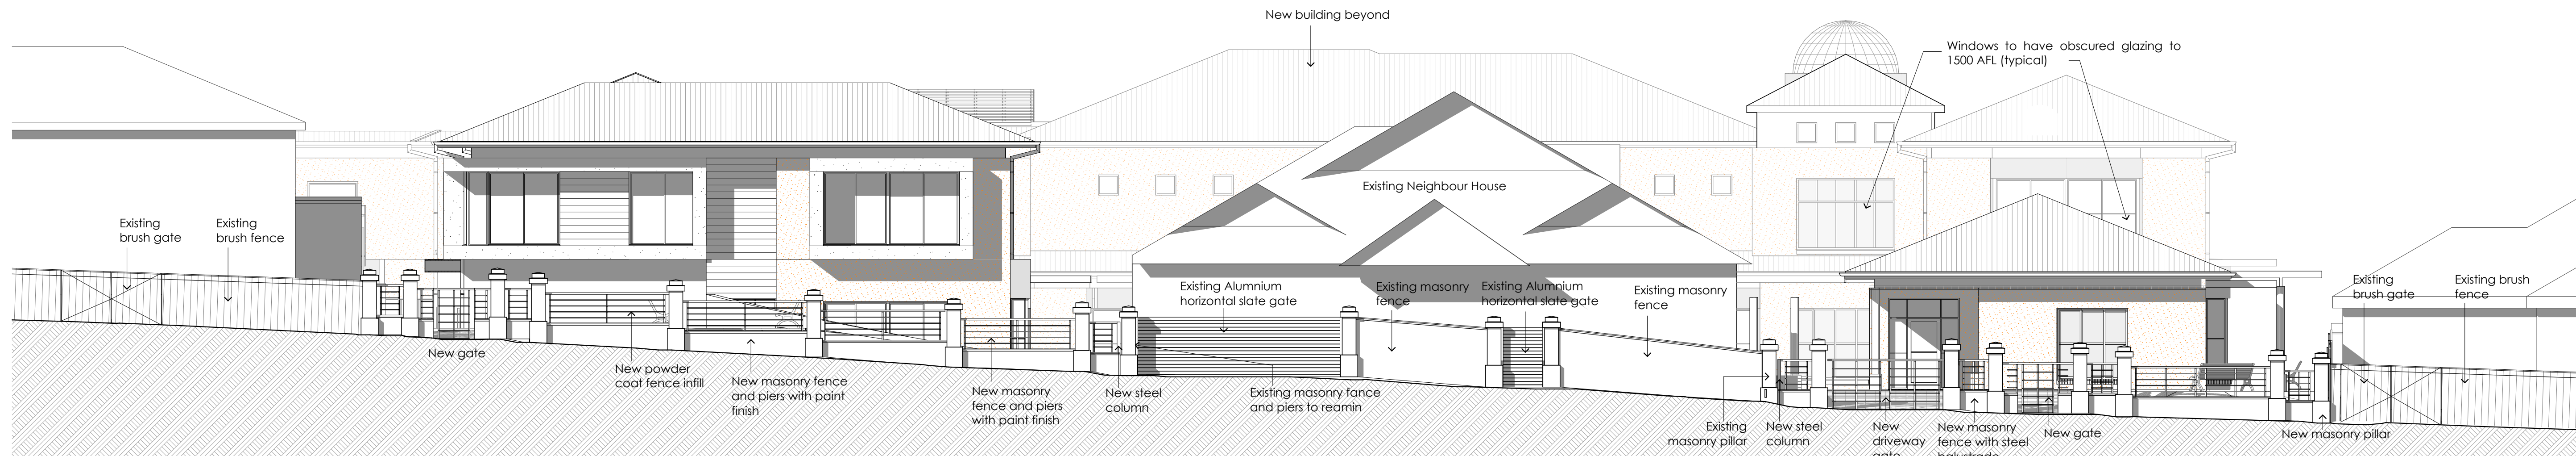 New building beyond
Windows to have obscured glazing to
1500 AFL (typical)
Existing Neighbour House
Existing
brush gate
Existing
brush fence
Existing Alumnium
horizontal slate gate
Existing masonry
fence
Existing Alumnium
horizontal slate gate
Existing masonry
fence
Existing
brush gate
Existing brush
fence
New gate
New powder
coat fence infill
New masonry fence
and piers with paint
finish
New masonry
fence and piers
with paint finish
New steel
column
Existing masonry fance
and piers to reamin
Existing
masonry pillar
New steel
column
New
driveway
gate
New masonry
fence with steel
balustrade
New gate
New masonry pillar